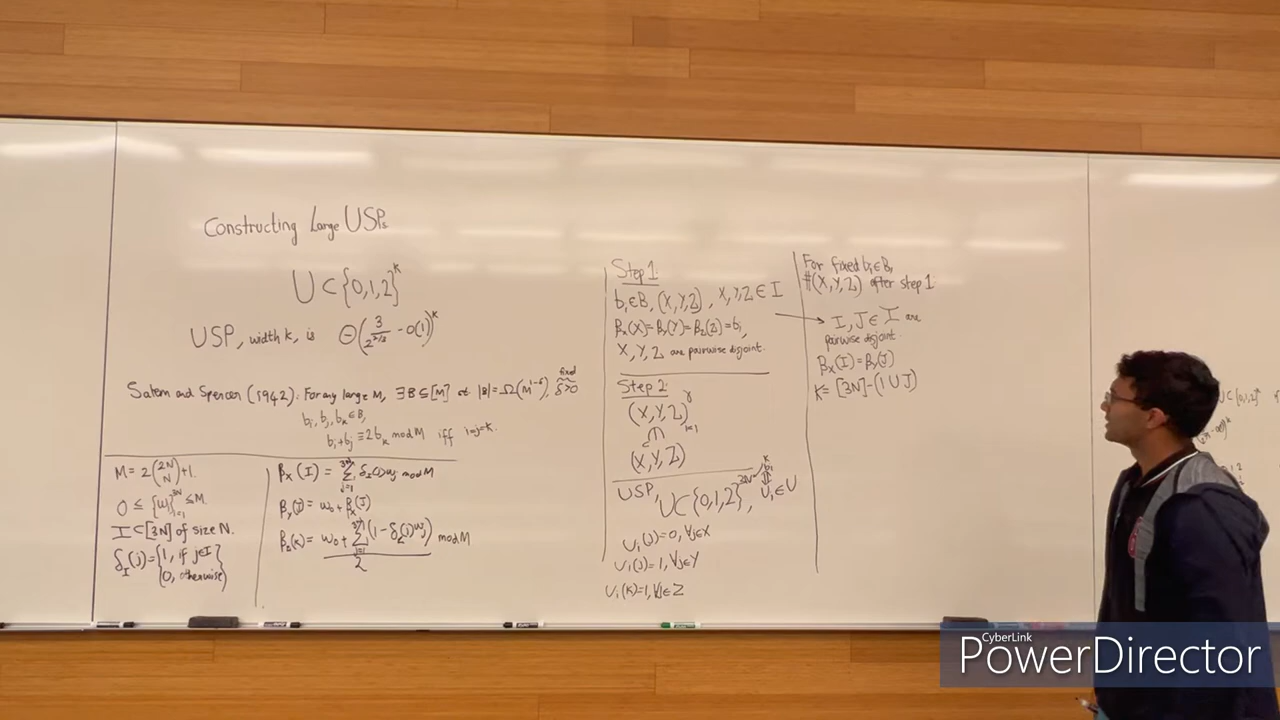 Constructing Large USPs
U ⊂ {0,1,2}^k
USP, width k, is Θ(3/2^{2/3} - o(1))^k
Salem and Spencer (1942): For any large M, ∃B ⊆ [M] st |B| = Ω(M^{1-δ}), fixed δ>0
b_i, b_j, b_k ∈ B,
b_i + b_j ≡ 2b_k mod M iff i=j=k.
M = 2(2N N)+1.
0 ≤ {w_i}_{i=1}^{3N} ≤ M.
I ⊂ [3N] of size N.
δ_I(j) = {1, if j∈I
0, otherwise}
β_x(I) = Σ_{j=1}^{3N} δ_I(j) w_j mod M
β_y(J) = w_0 + β_x(J)
β_z(K) = w_0 + Σ_{j=1}^{3N} (1 - δ_k(j) w_j) mod M
2
Step 1:
b_i ∈ B, (X,Y,Z), X,Y,Z ∈ I
β_x(X) = β_y(Y) = β_z(Z) = b_i,
X, Y, Z are pairwise disjoint.
Step 2:
(X,Y,Z)_{i=1}^r
(X,Y,Z)
USP, U ⊂ {0,1,2}^{3N}, U_i ∈ U
U_i(j) = 0, ∀j∈X
U_i(j) = 1, ∀j∈Y
U_i(k) = 1, ∀j∈Z
For fixed b_i ∈ B,
#(X,Y,Z) after step 1:
I, J ∈ I are
pairwise disjoint.
β_x(I) = β_y(J)
K = [3N] - (I ∪ J)
U ⊂ {0,1,2}^k
CyberLink
PowerDirector